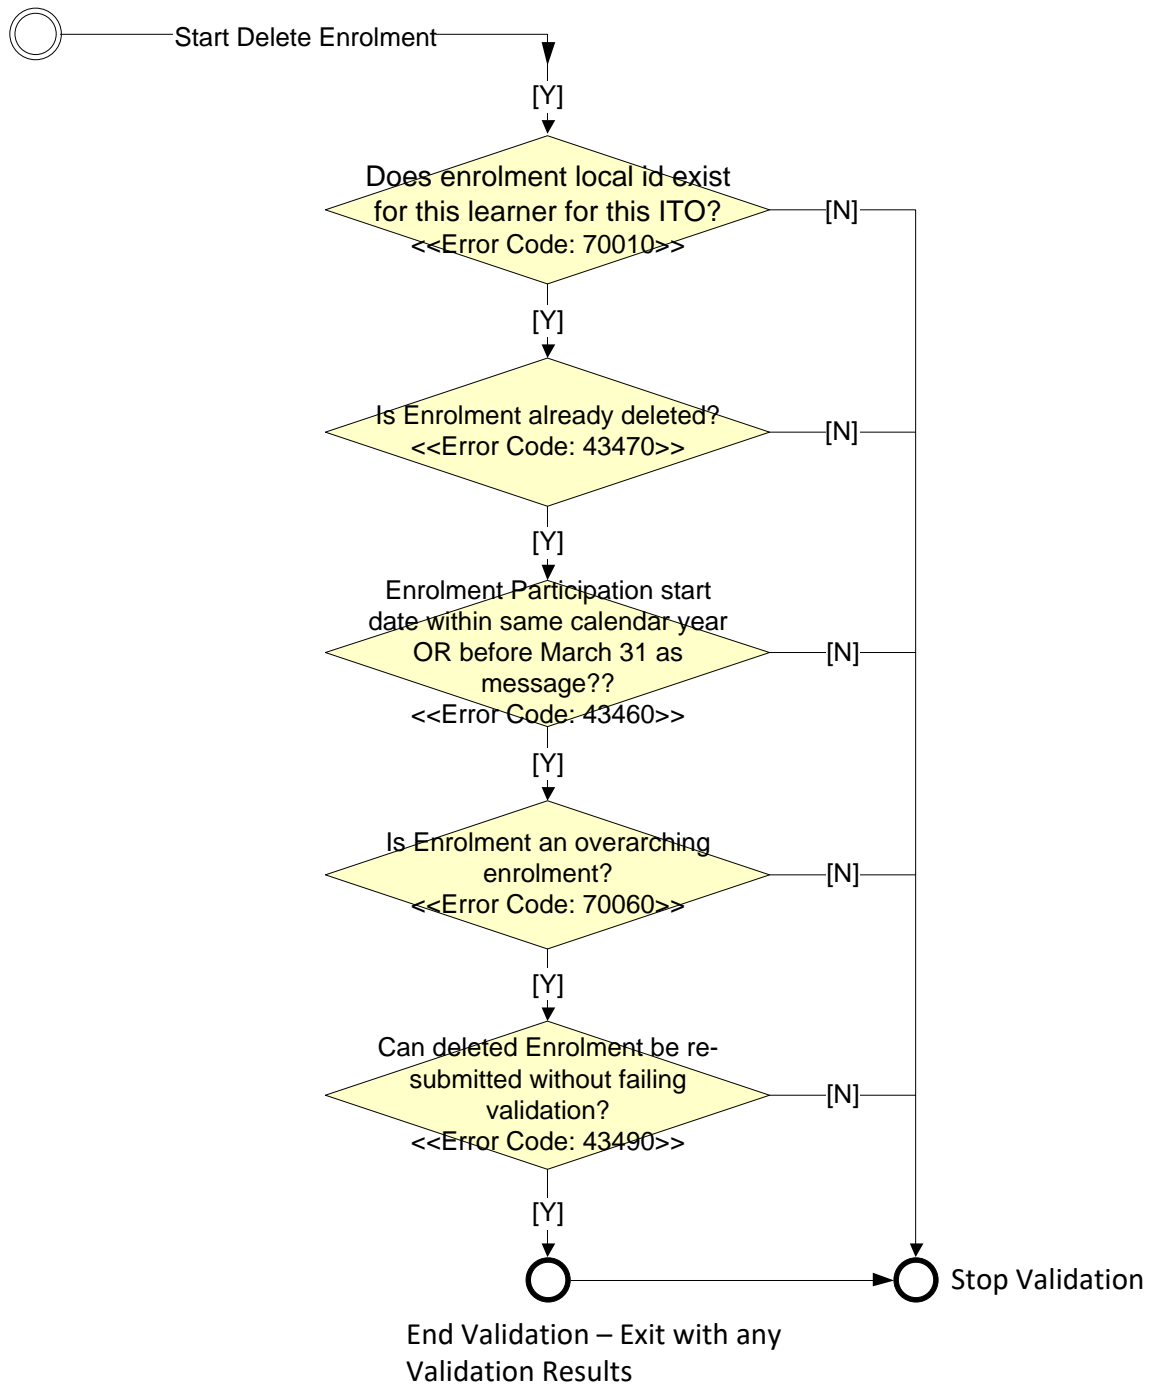 Start Delete Enrolment
[Y]
Does enrolment local id exist
for this learner for this ITO?
<<Error Code: 70010>>
[N]
[Y]
Is Enrolment already deleted?
<<Error Code: 43470>>
[N]
[Y]
Enrolment Participation start
date within same calendar year
OR before March 31 as
message??
<<Error Code: 43460>>
[N]
[Y]
Is Enrolment an overarching
enrolment?
<<Error Code: 70060>>
[N]
[Y]
Can deleted Enrolment be re-
submitted without failing
validation?
<<Error Code: 43490>>
[N]
[Y]
Stop Validation
End Validation – Exit with any
Validation Results